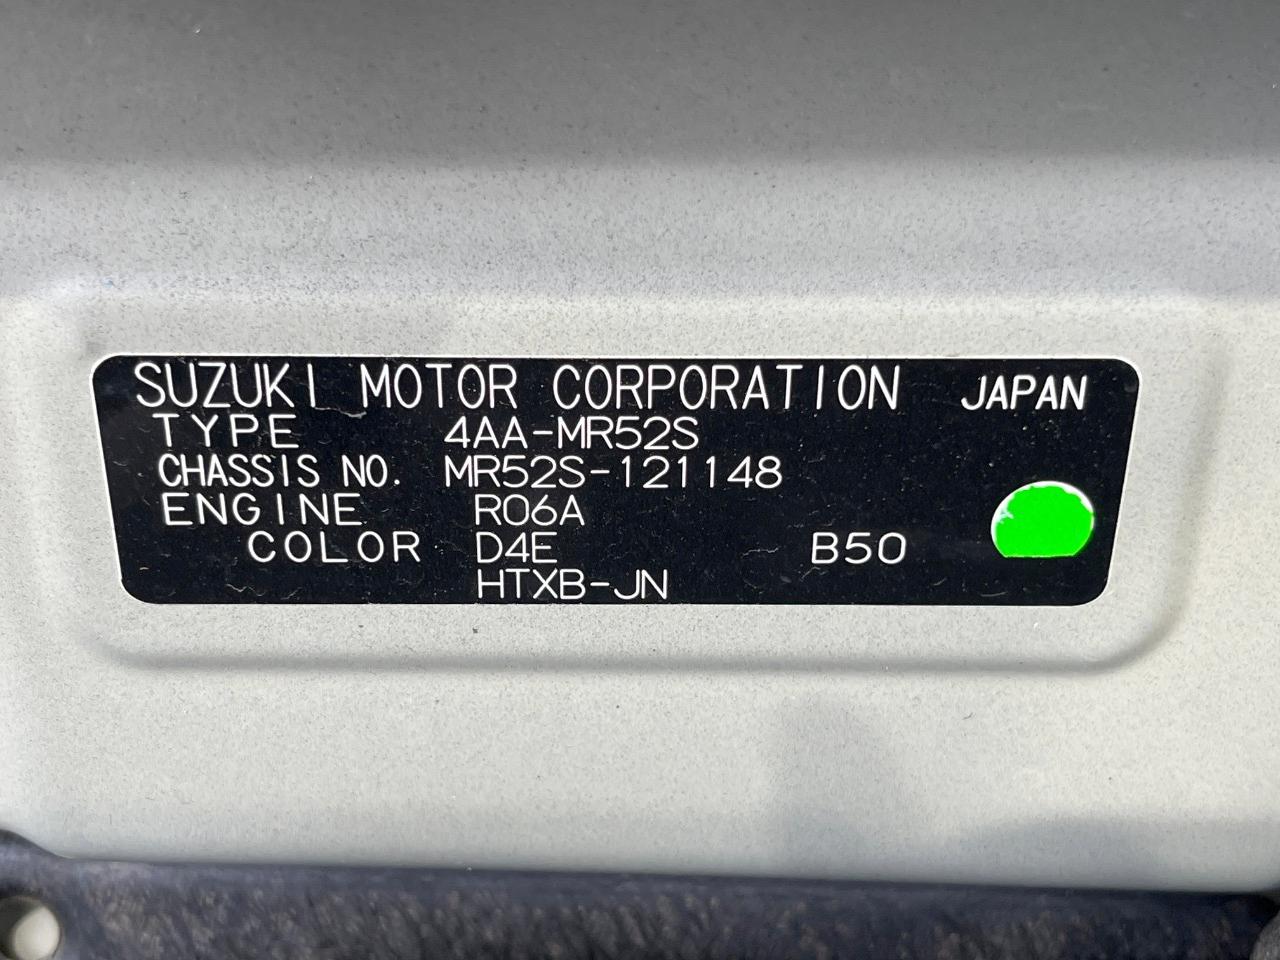 SUZUKI MOTOR CORPORATION JAPAN
TYPE 4AA-MR52S
CHASSIS NO. MR52S-121148
ENGINE R06A
COLOR D4E B50
HTXB-JN